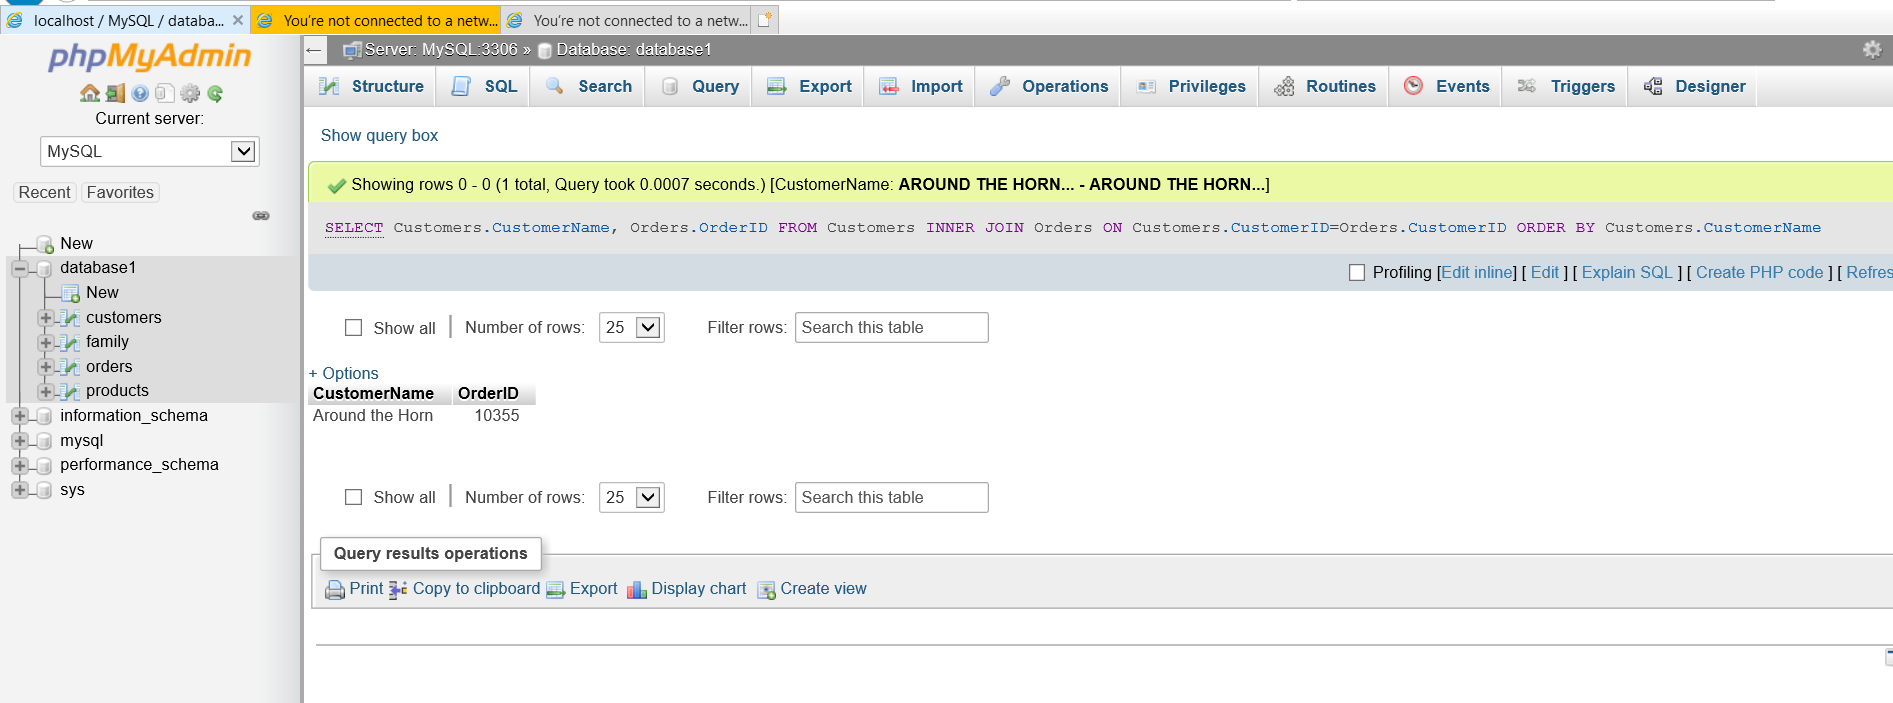 localhost / MySQL / databa...
You're not connected to a netw...
You're not connected to a netw...
phpMyAdmin
Current server:
MySQL
Recent Favorites
New
database1
New
customers
family
orders
products
information_schema
mysql
performance_schema
sys
Server: MySQL:3306 » Database: database1
Structure SQL Search Query Export Import Operations Privileges Routines Events Triggers Designer
Show query box
Showing rows 0 - 0 (1 total, Query took 0.0007 seconds.) [CustomerName: AROUND THE HORN... - AROUND THE HORN...]
SELECT Customers.CustomerName, Orders.OrderID FROM Customers INNER JOIN Orders ON Customers.CustomerID=Orders.CustomerID ORDER BY Customers.CustomerName
Profiling [Edit inline] [ Edit ] [ Explain SQL ] [ Create PHP code ] [ Refres
Show all | Number of rows: 25 Filter rows: Search this table
+ Options
CustomerName OrderID
Around the Horn 10355
Show all | Number of rows: 25 Filter rows: Search this table
Query results operations
Print Copy to clipboard Export Display chart Create view